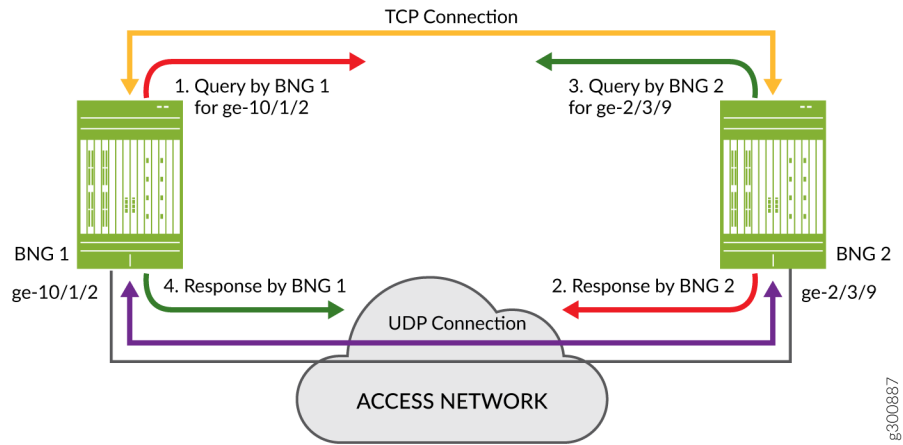 TCP Connection
1. Query by BNG 1
for ge-10/1/2
3. Query by BNG 2
for ge-2/3/9
BNG 1
ge-10/1/2
BNG 2
ge-2/3/9
4. Response by BNG 1
2. Response by BNG 2
UDP Connection
ACCESS NETWORK
g300887